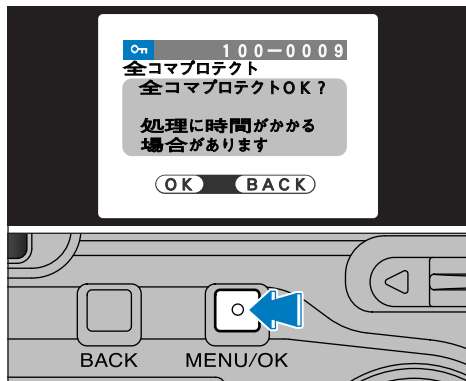 100-0009
全コマプロテクト
全コマプロテクトOK?
処理に時間がかかる
場合があります
OK BACK
BACK MENU/OK